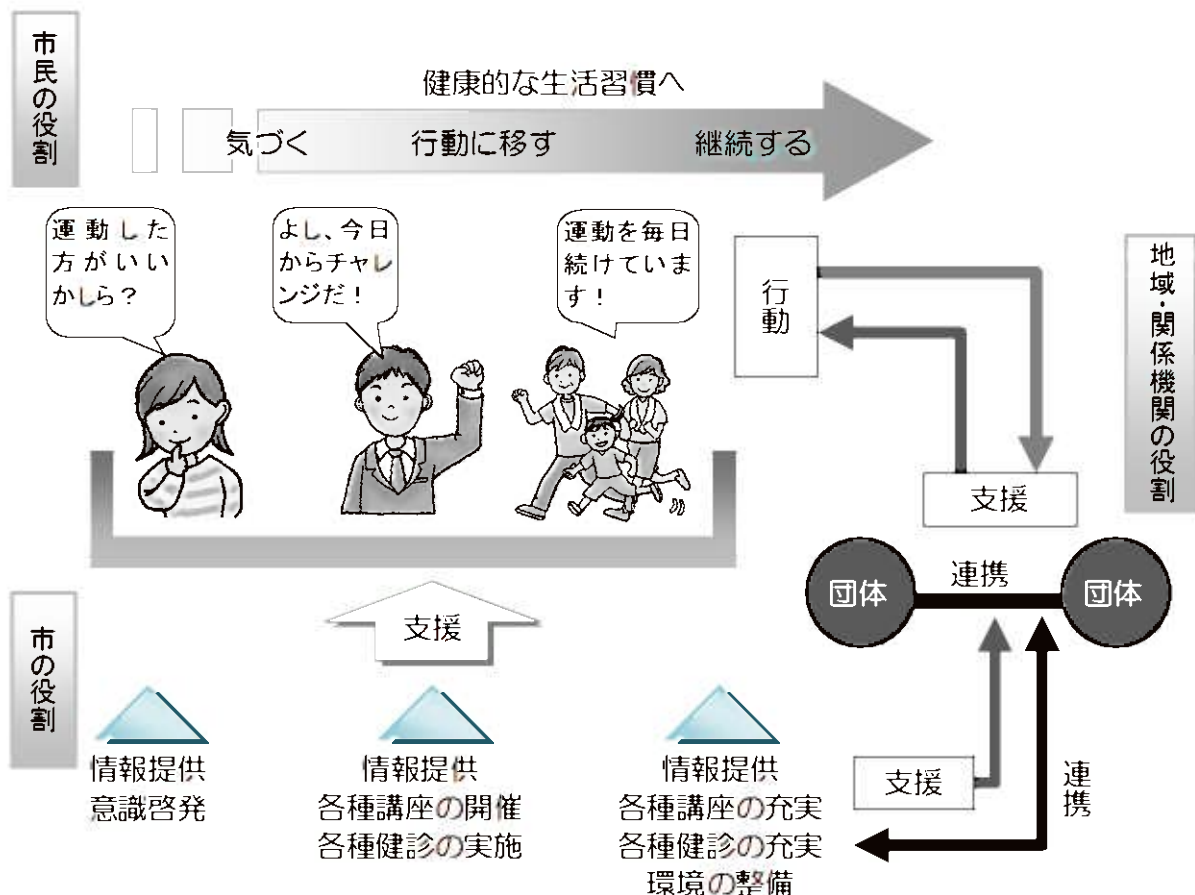 市民の役割
健康的な生活習慣へ
気づく
行動に移す
継続する
運動した
方がいい
かしら?
よし、今日
からチャレ
ンジだ!
運動を毎日
続けていま
す!
行動
地域・関係機関の役割
支援
団体
連携
団体
市の役割
支援
情報提供
意識啓発
情報提供
各種講座の開催
各種健診の実施
情報提供
各種講座の充実
各種健診の充実
環境の整備
支援
連携